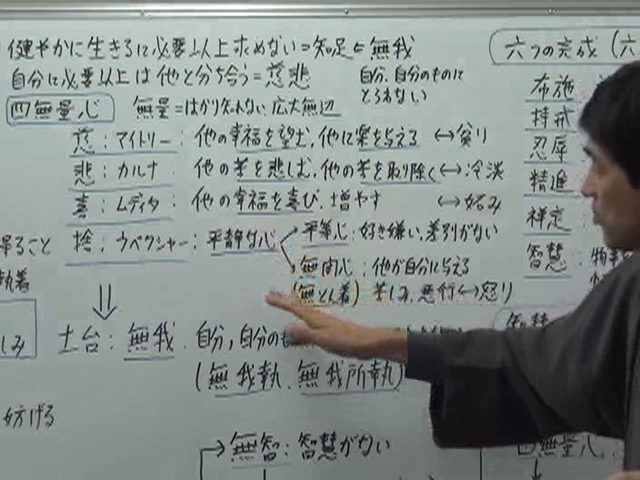 健やかに生きるに必要以上求めない=知足⇐無我
自分に必要以上は他と分ち合う=慈悲
自分、自分のものに
とらわれない
四無量心 無量=はかりしれない広大無辺
慈:マイトリー:他の幸福を望む、他に楽を与える ↔貪り
悲:カルナ 他の苦を悲しむ、他の苦を取り除く↔冷淡
喜:ムディタ:他の幸福を喜び、増やす ↔妬み
捨:ウペクシャー:平静な心 平等心:好き嫌い、差別がない
無関心:他が自分に与える
(無とん着) 苦しみ、悪行↔怒り
⇓
土台:無我 自分、自分の
(無我執、無我所執)
→無智:智慧がない
ること
執着
しみ
妨げる
六つの完成(六
布施
持戒
忍辱
精進
禅定
智慧:物事
四無量心